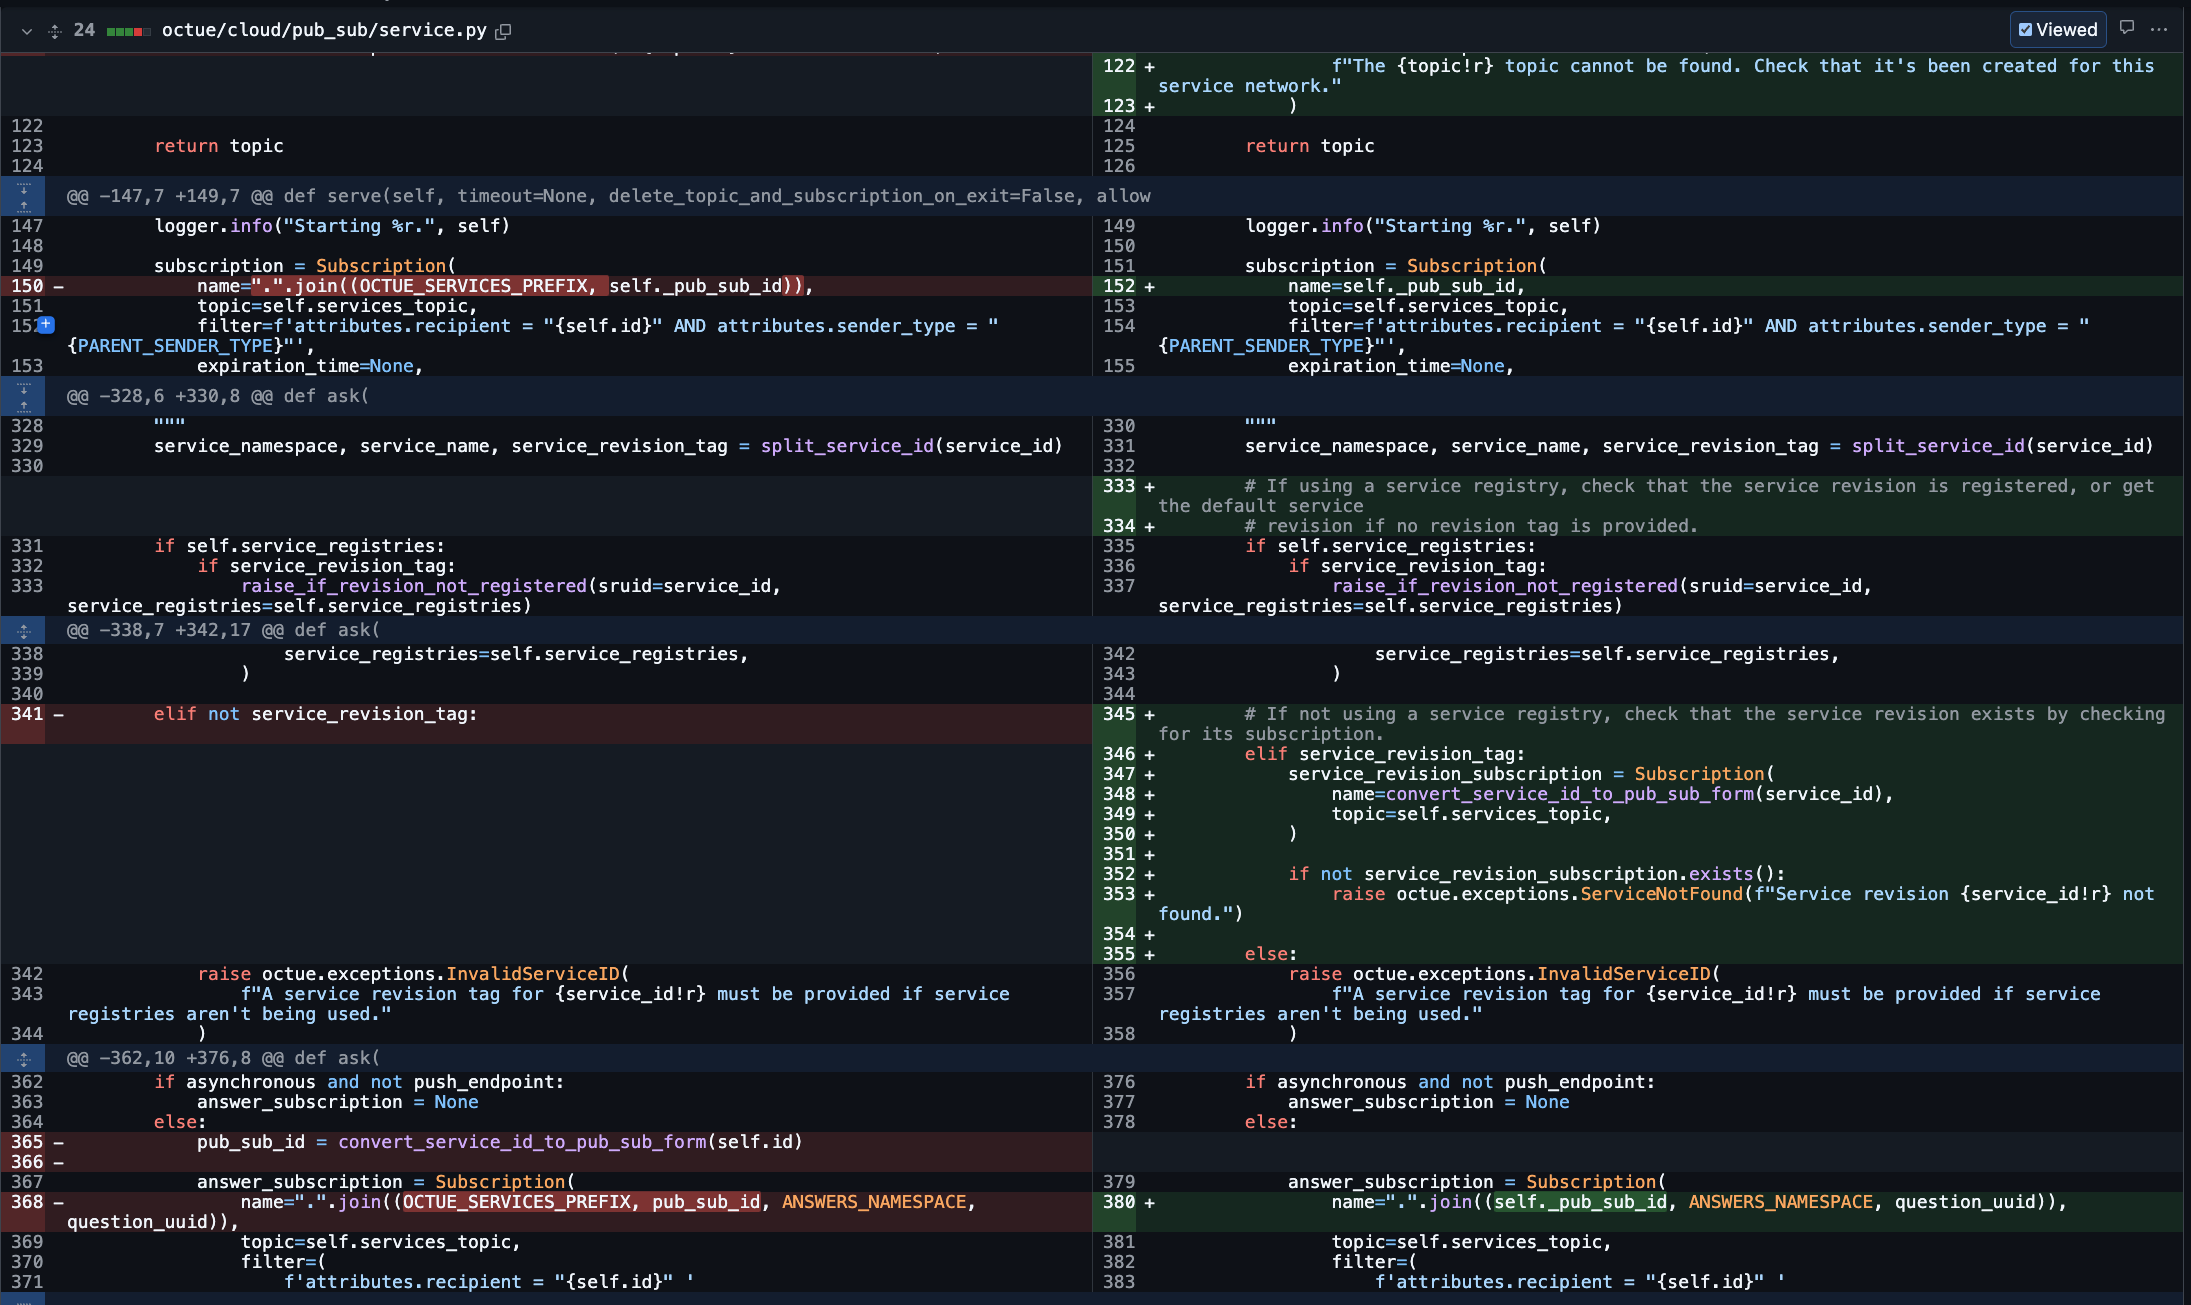 24 octue/cloud/pub_sub/service.py Viewed
122 + f"The {topic!r} topic cannot be found. Check that it's been created for this
service network."
123 + )
122 124
123 return topic 125 return topic
124 126
@@ -147,7 +149,7 @@ def serve(self, timeout=None, delete_topic_and_subscription_on_exit=False, allow
147 logger.info("Starting %r.", self) 149 logger.info("Starting %r.", self)
148 150
149 subscription = Subscription( 151 subscription = Subscription(
150 - name=".".join((OCTUE_SERVICES_PREFIX, self._pub_sub_id)), 152 + name=self._pub_sub_id,
151 topic=self.services_topic, 153 topic=self.services_topic,
152 filter=f'attributes.recipient = "{self.id}" AND attributes.sender_type = " 154 filter=f'attributes.recipient = "{self.id}" AND attributes.sender_type = "
{PARENT_SENDER_TYPE}"', {PARENT_SENDER_TYPE}"',
153 expiration_time=None, 155 expiration_time=None,
@@ -328,6 +330,8 @@ def ask(
328 """ 330 """
329 service_namespace, service_name, service_revision_tag = split_service_id(service_id) 331 service_namespace, service_name, service_revision_tag = split_service_id(service_id)
330 332
333 + # If using a service registry, check that the service revision is registered, or get
the default service
334 + # revision if no revision tag is provided.
331 if self.service_registries: 335 if self.service_registries:
332 if service_revision_tag: 336 if service_revision_tag:
333 raise_if_revision_not_registered(sruid=service_id, 337 raise_if_revision_not_registered(sruid=service_id,
service_registries=self.service_registries) service_registries=self.service_registries)
@@ -338,7 +342,17 @@ def ask(
338 service_registries=self.service_registries, 342 service_registries=self.service_registries,
339 ) 343 )
340 344
341 - elif not service_revision_tag: 345 + # If not using a service registry, check that the service revision exists by checking
for its subscription.
346 + elif service_revision_tag:
347 + service_revision_subscription = Subscription(
348 + name=convert_service_id_to_pub_sub_form(service_id),
349 + topic=self.services_topic,
350 + )
351 +
352 + if not service_revision_subscription.exists():
353 + raise octue.exceptions.ServiceNotFound(f"Service revision {service_id!r} not
found.")
354 +
355 + else:
342 raise octue.exceptions.InvalidServiceID( 356 raise octue.exceptions.InvalidServiceID(
343 f"A service revision tag for {service_id!r} must be provided if service 357 f"A service revision tag for {service_id!r} must be provided if service
registries aren't being used." registries aren't being used."
344 ) 358 )
@@ -362,10 +376,8 @@ def ask(
362 if asynchronous and not push_endpoint: 376 if asynchronous and not push_endpoint:
363 answer_subscription = None 377 answer_subscription = None
364 else: 378 else:
365 - pub_sub_id = convert_service_id_to_pub_sub_form(self.id)
366 -
367 answer_subscription = Subscription( 379 answer_subscription = Subscription(
368 - name=".".join((OCTUE_SERVICES_PREFIX, pub_sub_id, ANSWERS_NAMESPACE, 380 + name=".".join((self._pub_sub_id, ANSWERS_NAMESPACE, question_uuid)),
question_uuid)),
369 topic=self.services_topic, 381 topic=self.services_topic,
370 filter=( 382 filter=(
371 f'attributes.recipient = "{self.id}" ' 383 f'attributes.recipient = "{self.id}" '